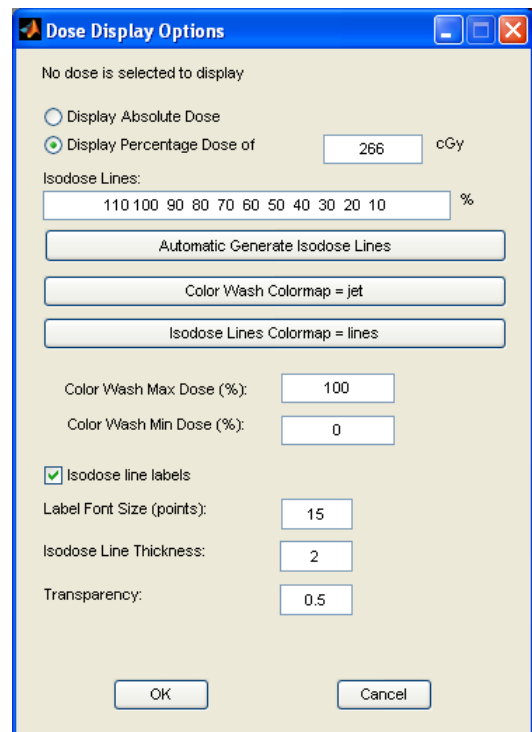 Dose Display Options
No dose is selected to display
Display Absolute Dose
Display Percentage Dose of 266 cGy
Isodose Lines:
110 100 90 80 70 60 50 40 30 20 10 %
Automatic Generate Isodose Lines
Color Wash Colormap = jet
Isodose Lines Colormap = lines
Color Wash Max Dose (%): 100
Color Wash Min Dose (%): 0
Isodose line labels
Label Font Size (points): 15
Isodose Line Thickness: 2
Transparency: 0.5
OK Cancel